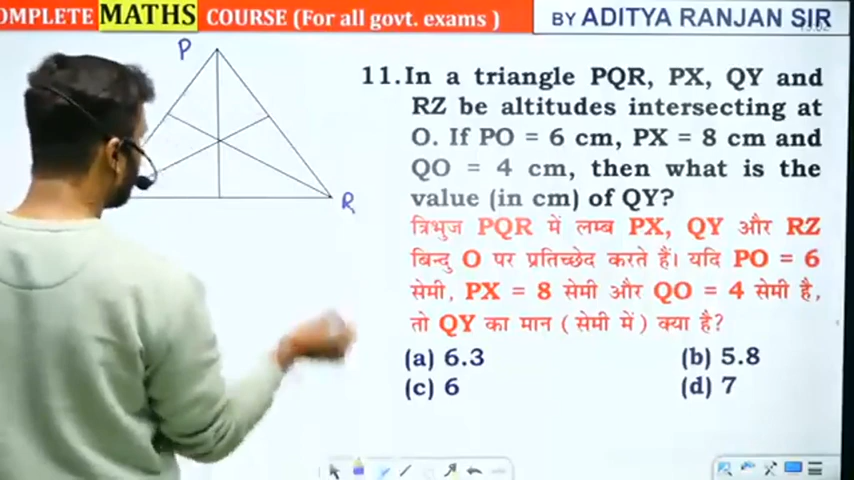 OMPLETE MATHS COURSE (For all govt. exams )
BY ADITYA RANJAN SIR
P
R
11. In a triangle PQR, PX, QY and
RZ be altitudes intersecting at
O. If PO = 6 cm, PX = 8 cm and
QO = 4 cm, then what is the
value (in cm) of QY?
त्रिभुज PQR में लम्ब PX, QY और RZ
बिन्दु O पर प्रतिच्छेद करते हैं। यदि PO = 6
सेमी, PX = 8 सेमी और QO = 4 सेमी है,
तो QY का मान (सेमी में) क्या है?
(a) 6.3 (b) 5.8
(c) 6 (d) 7